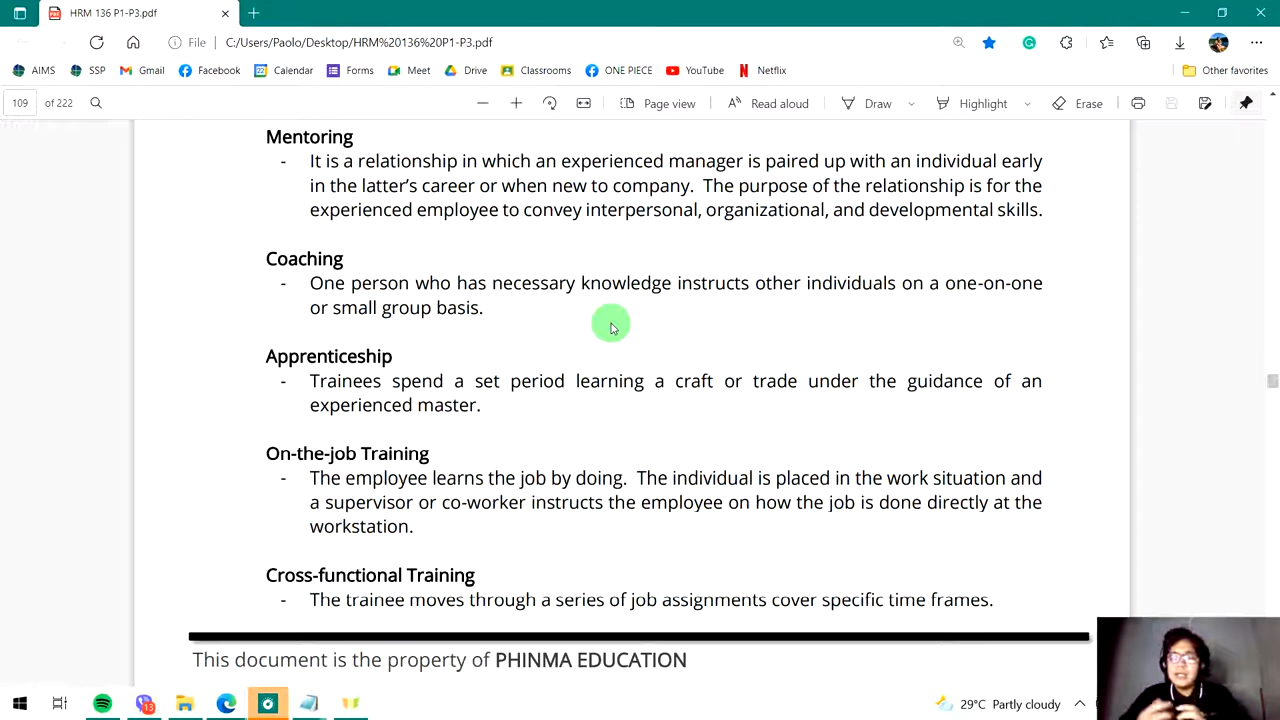 HRM 136 P1-P3.pdf
File
C:/Users/Paolo/Desktop/HRM%20136%20P1-P3.pdf
AIMS
SSP
Gmail
Facebook
Calendar
Forms
Meet
Drive
Classrooms
ONE PIECE
YouTube
Netflix
Other favorites
109 of 222
Page view
Read aloud
Draw
Highlight
Erase
Mentoring
- It is a relationship in which an experienced manager is paired up with an individual early
in the latter's career or when new to company. The purpose of the relationship is for the
experienced employee to convey interpersonal, organizational, and developmental skills.
Coaching
- One person who has necessary knowledge instructs other individuals on a one-on-one
or small group basis.
Apprenticeship
- Trainees spend a set period learning a craft or trade under the guidance of an
experienced master.
On-the-job Training
- The employee learns the job by doing. The individual is placed in the work situation and
a supervisor or co-worker instructs the employee on how the job is done directly at the
workstation.
Cross-functional Training
- The trainee moves through a series of job assignments cover specific time frames.
This document is the property of PHINMA EDUCATION
13
29°C Partly cloudy